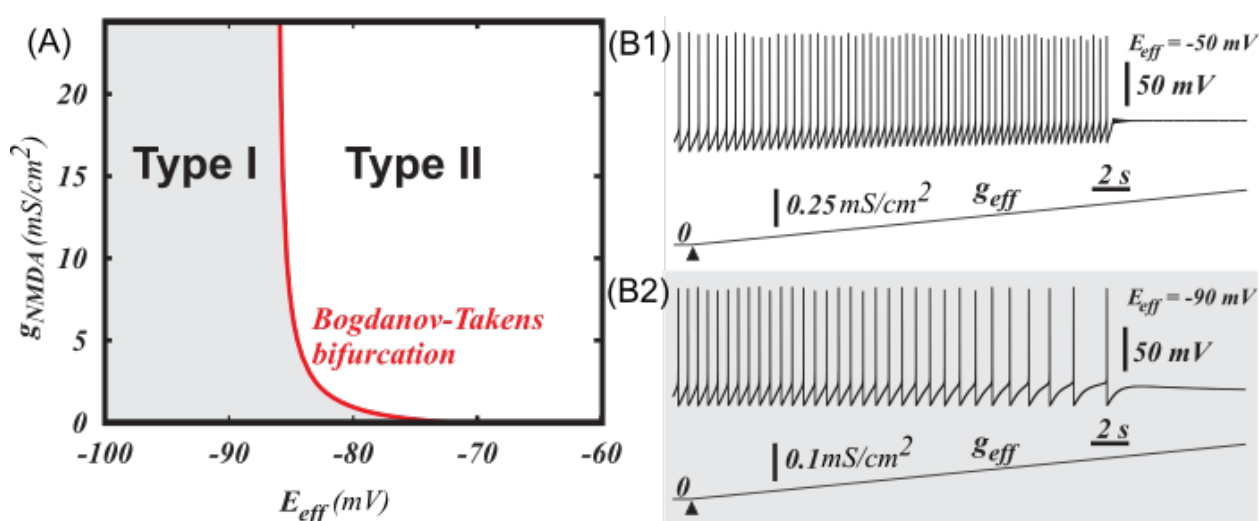 (A)
g_NMDA (mS/cm²)
20
15
10
5
0
Type I
Type II
Bogdanov-Takens
bifurcation
-100
-90
-80
-70
-60
E_eff (mV)
(B1)
E_eff = -50 mV
50 mV
2 s
0.25 mS/cm²
g_eff
0
(B2)
E_eff = -90 mV
50 mV
2 s
0.1 mS/cm²
g_eff
0